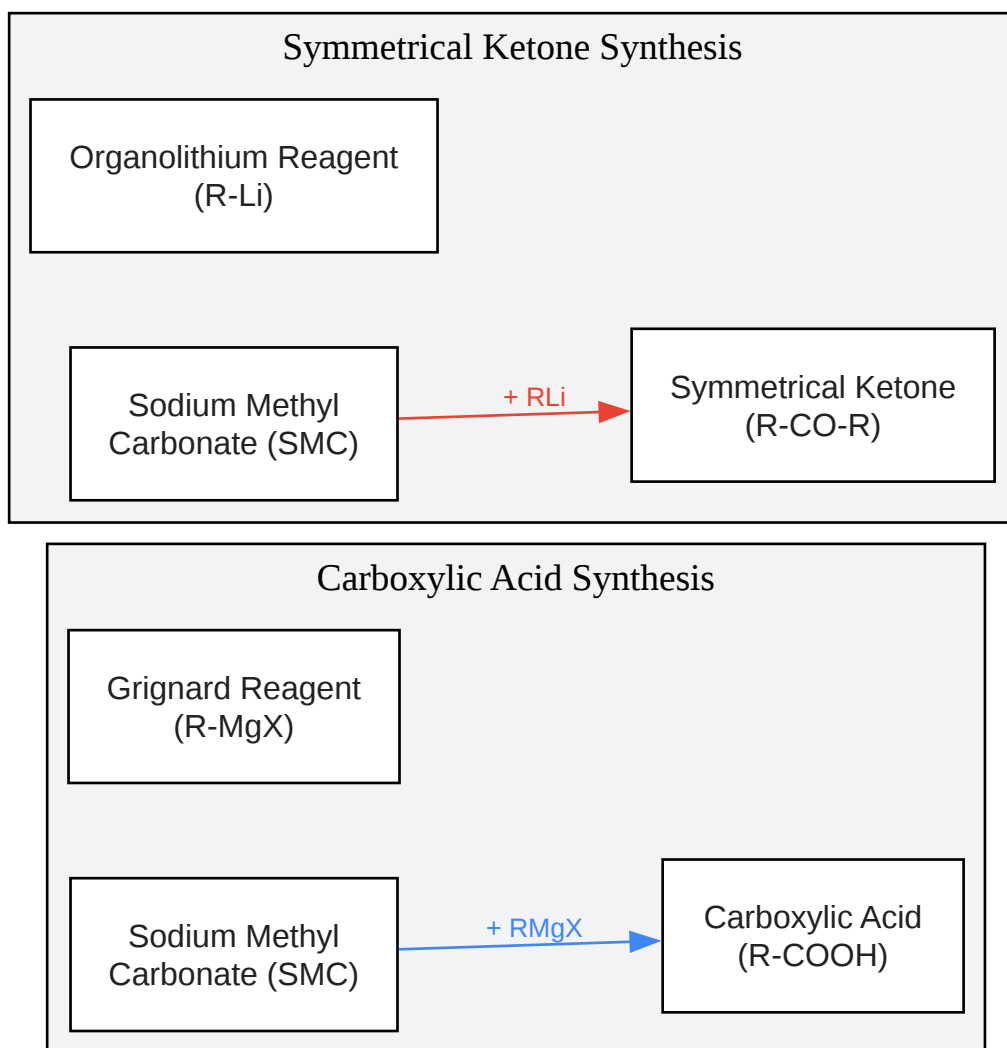 Symmetrical Ketone Synthesis
Organolithium Reagent
(R-Li)
Sodium Methyl
Carbonate (SMC)
+ RLi
Symmetrical Ketone
(R-CO-R)
Carboxylic Acid Synthesis
Grignard Reagent
(R-MgX)
Sodium Methyl
Carbonate (SMC)
+ RMgX
Carboxylic Acid
(R-COOH)